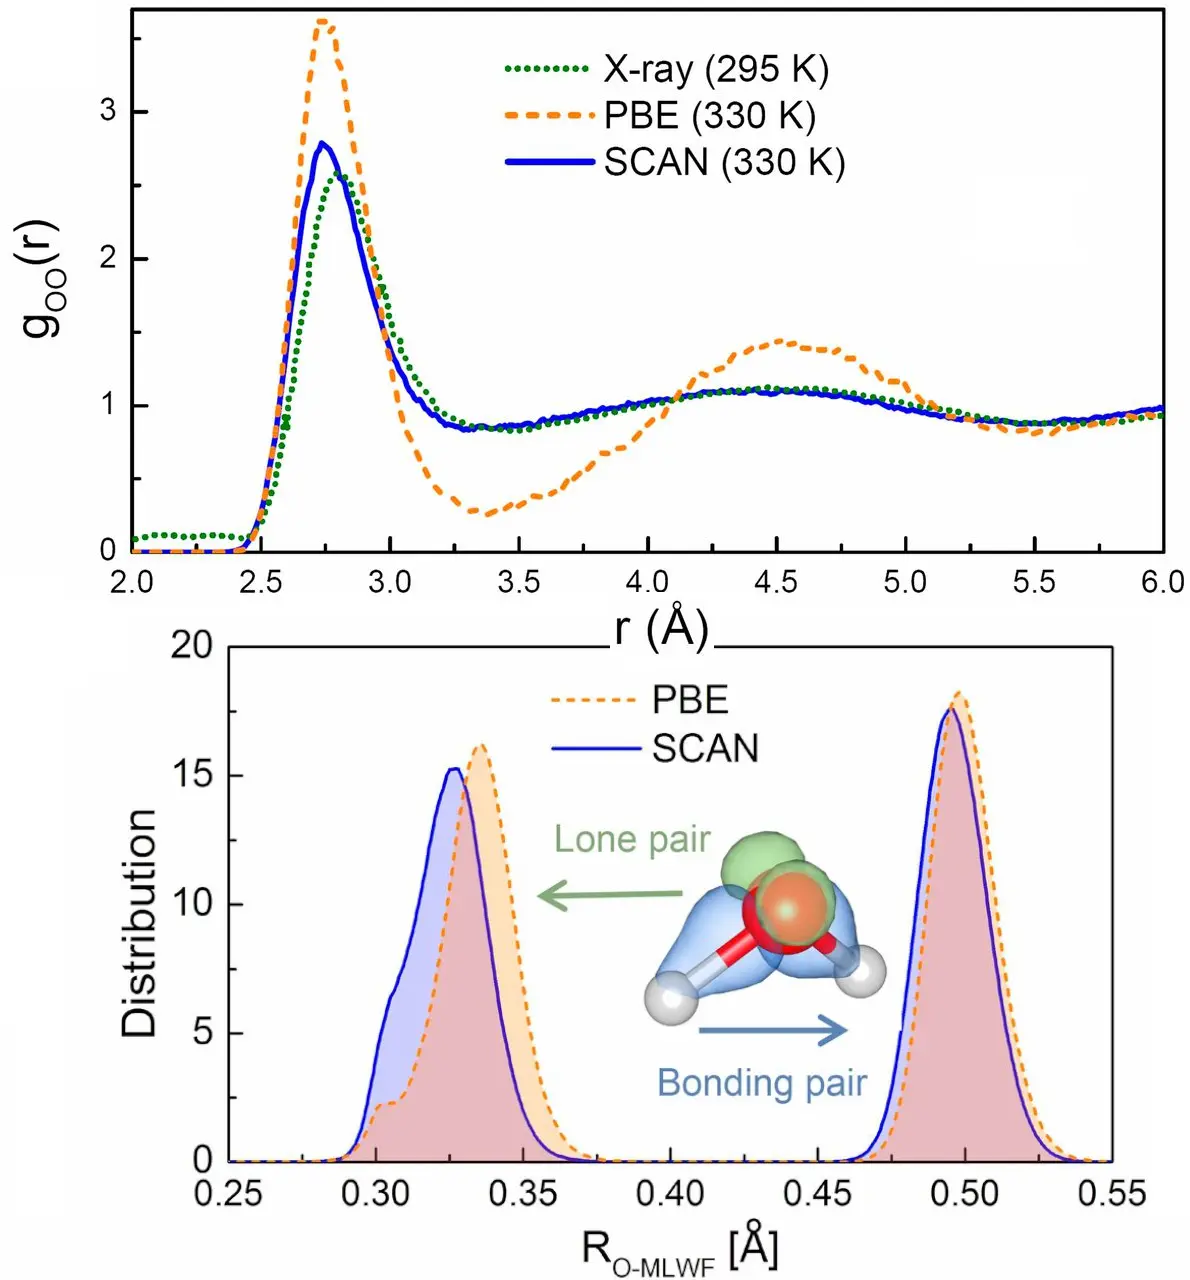 X-ray (295 K)
PBE (330 K)
SCAN (330 K)
gOO(r)
3
2
1
0
2.0 2.5 3.0 3.5 4.0 4.5 5.0 5.5 6.0
r (Å)
PBE
SCAN
Lone pair
Bonding pair
Distribution
20
15
10
5
0
0.25 0.30 0.35 0.40 0.45 0.50 0.55
RO-MLWF [Å]